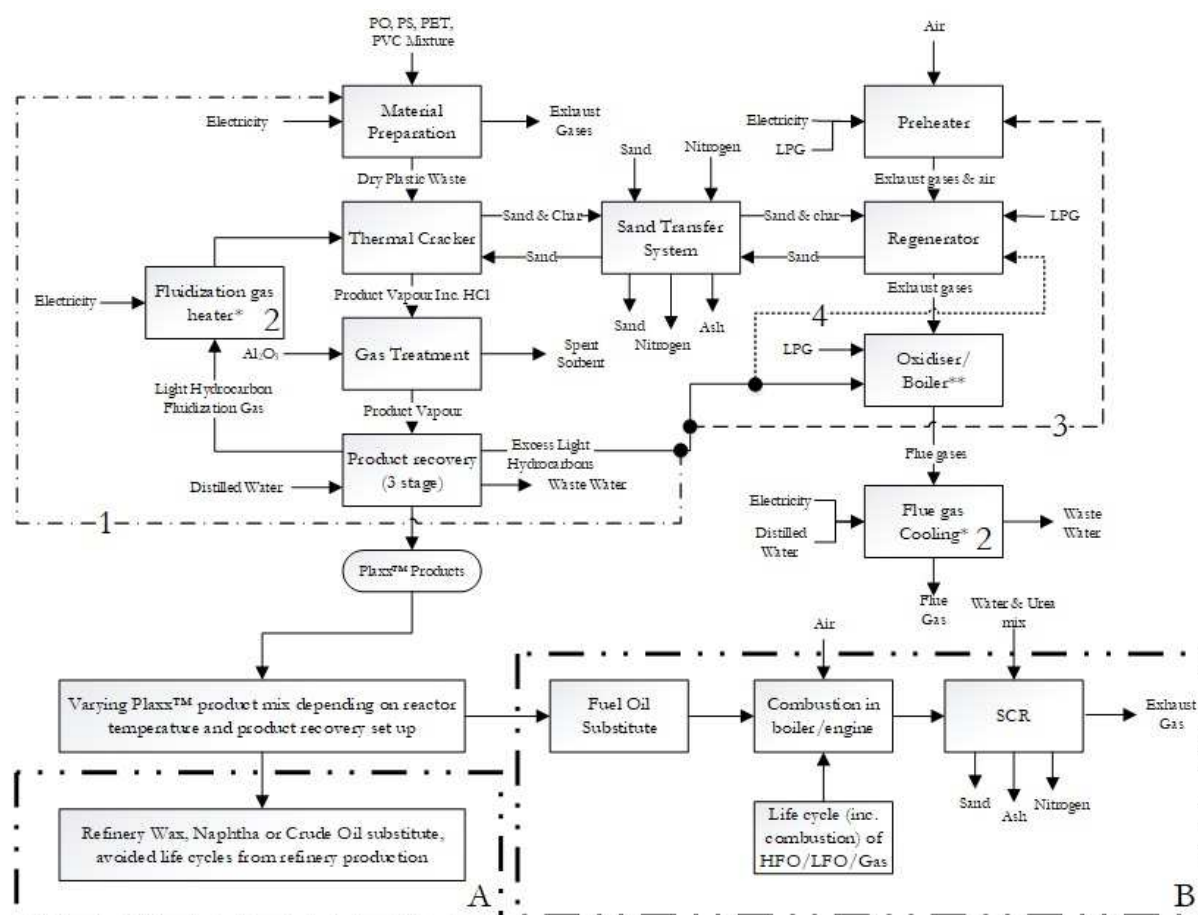 PO, PS, PET,
PVC Mixture
Air
Electricity
Material
Preparation
Exhaust
Gases
Electricity
LPG
Preheater
Dry Plastic Waste
Sand
Nitrogen
Exhaust gases & air
Thermal Cracker
Sand & Char
Sand
Sand Transfer
System
Sand & char
Sand
Regenerator
LPG
Electricity
Fluidization gas
heater*
2
Product Vapour Inc. HCl
Sand
Nitrogen
Ash
Exhaust gases
4
Al₂O₃
Gas Treatment
Spent
Sorbent
LPG
Oxidiser/
Boiler**
Light Hydrocarbon
Fluidization Gas
Product Vapour
3
Distilled Water
Product recovery
(3 stage)
Excess Light
Hydrocarbons
Waste Water
Flue gases
1
Electricity
Distilled
Water
Flue gas
Cooling*
2
Waste
Water
Plaxx™ Products
Flue
Gas
Water & Urea
mix
Air
Varying Plaxx™ product mix depending on reactor
temperature and product recovery set up
Fuel Oil
Substitute
Combustion in
boiler/engine
SCR
Exhaust
Gas
Sand
Ash
Nitrogen
Refinery Wax, Naphtha or Crude Oil substitute,
avoided life cycles from refinery production
Life cycle (inc.
combustion) of
HFO/LFO/Gas
A
B